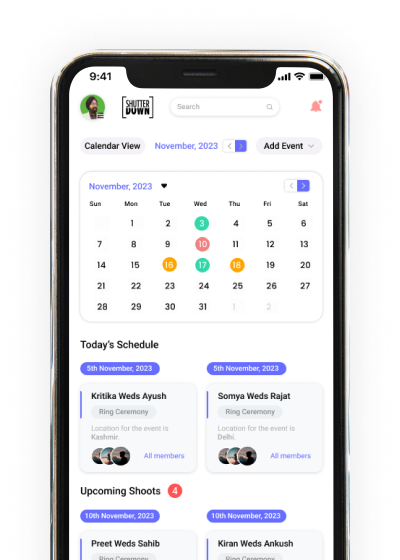 9:41
SHUTTER
DOWN
Search
Calendar View
November, 2023
Add Event
November, 2023
Sun Mon Tue Wed Thu Fri Sat
1 2 3 4 5 6
7 8 9 10 11 12 13
14 15 16 17 18 19 20
21 22 23 24 25 26 27
28 29 30 31 1 2
Today's Schedule
5th November, 2023
5th November, 2023
Kritika Weds Ayush
Ring Ceremony
Location for the event is
Kashmir.
All members
Somya Weds Rajat
Ring Ceremony
Location for the event is
Delhi.
All members
Upcoming Shoots 4
10th November, 2023
10th November, 2023
Preet Weds Sahib
Ring Ceremony
Kiran Weds Ankush
Ring Ceremony